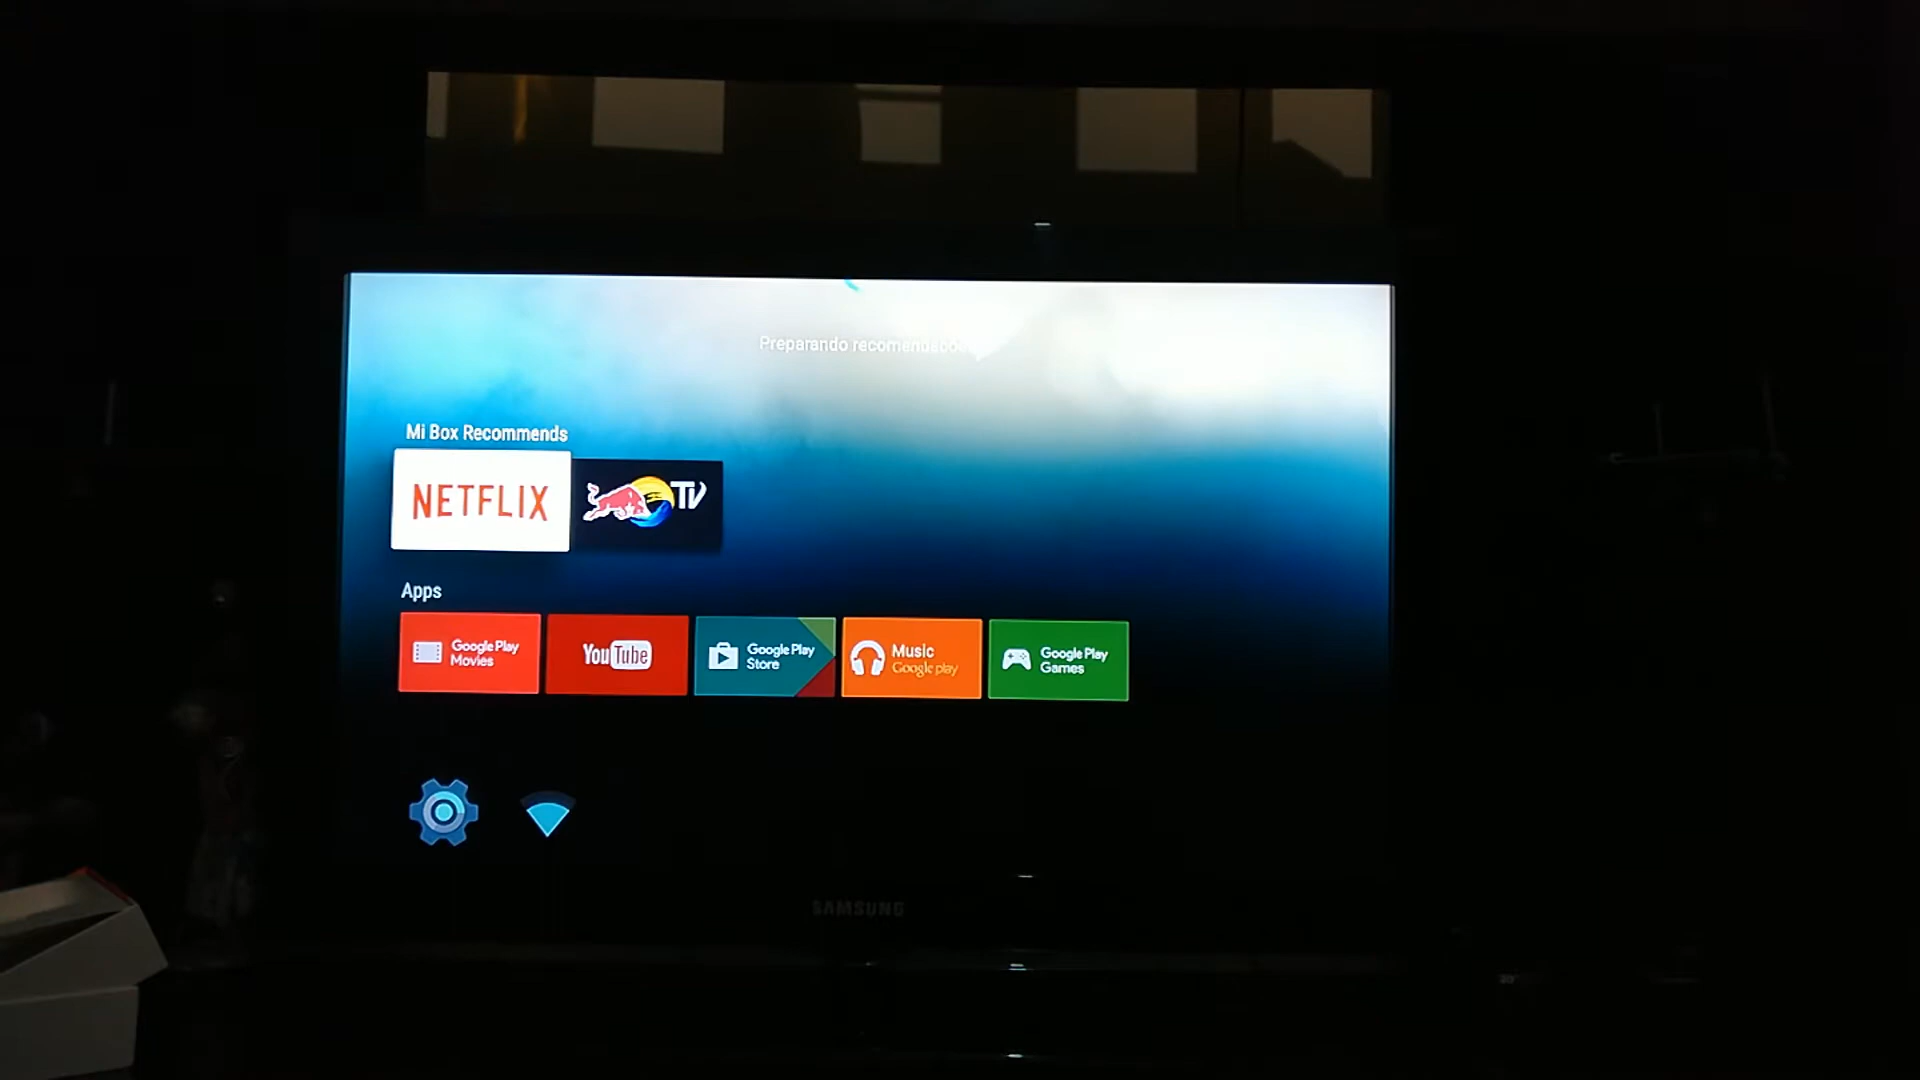 Preparando
Mi Box Recommends
NETFLIX
TV
Apps
Google Play
Movies
YouTube
Google Play
Store
Music
Google play
Google Play
Games
SAMSUNG